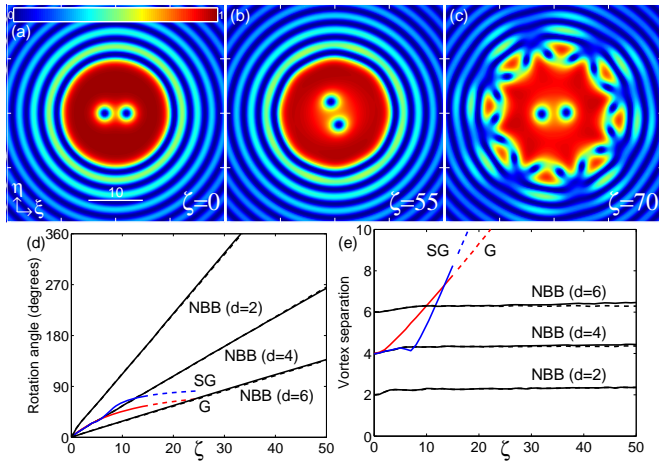 0 1
(a) (b) (c)
10
η
ξ
ζ=0 ζ=55 ζ=70
(d)
360
270
180
90
0
Rotation angle (degrees)
NBB (d=2)
NBB (d=4)
SG
G
NBB (d=6)
0 10 20 30 40 50
ζ
(e)
10
8
6
4
2
0
Vortex separation
SG
G
NBB (d=6)
NBB (d=4)
NBB (d=2)
0 10 20 30 40 50
ζ